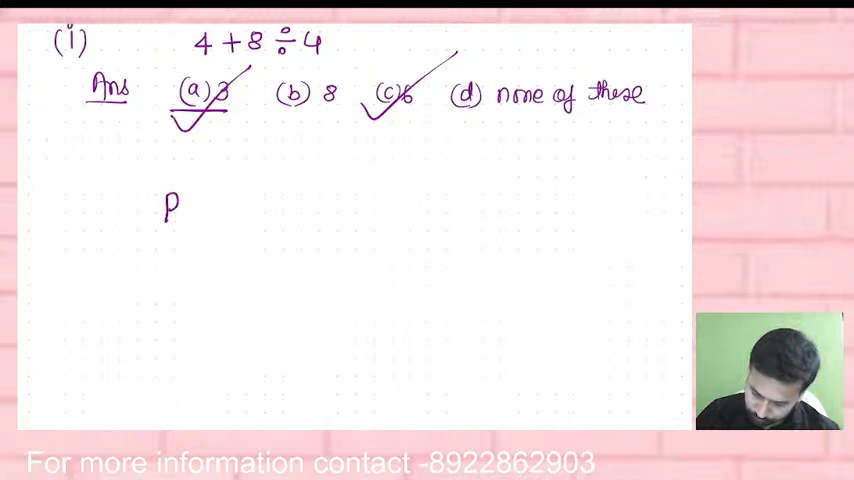 (i) 4 + 8 ÷ 4
Ans (a) 3 (b) 8 (c) 6 (d) none of these
P
For more information contact -8922862903